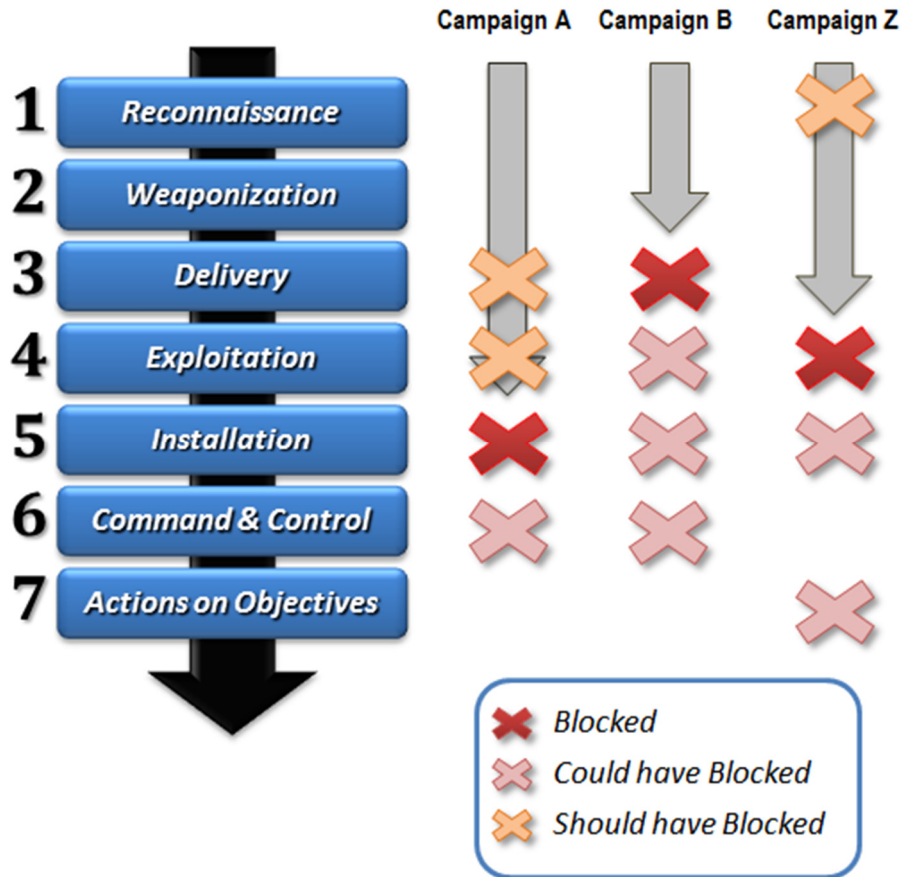 Campaign A Campaign B Campaign Z
1 Reconnaissance
2 Weaponization
3 Delivery
4 Exploitation
5 Installation
6 Command & Control
7 Actions on Objectives
Blocked
Could have Blocked
Should have Blocked